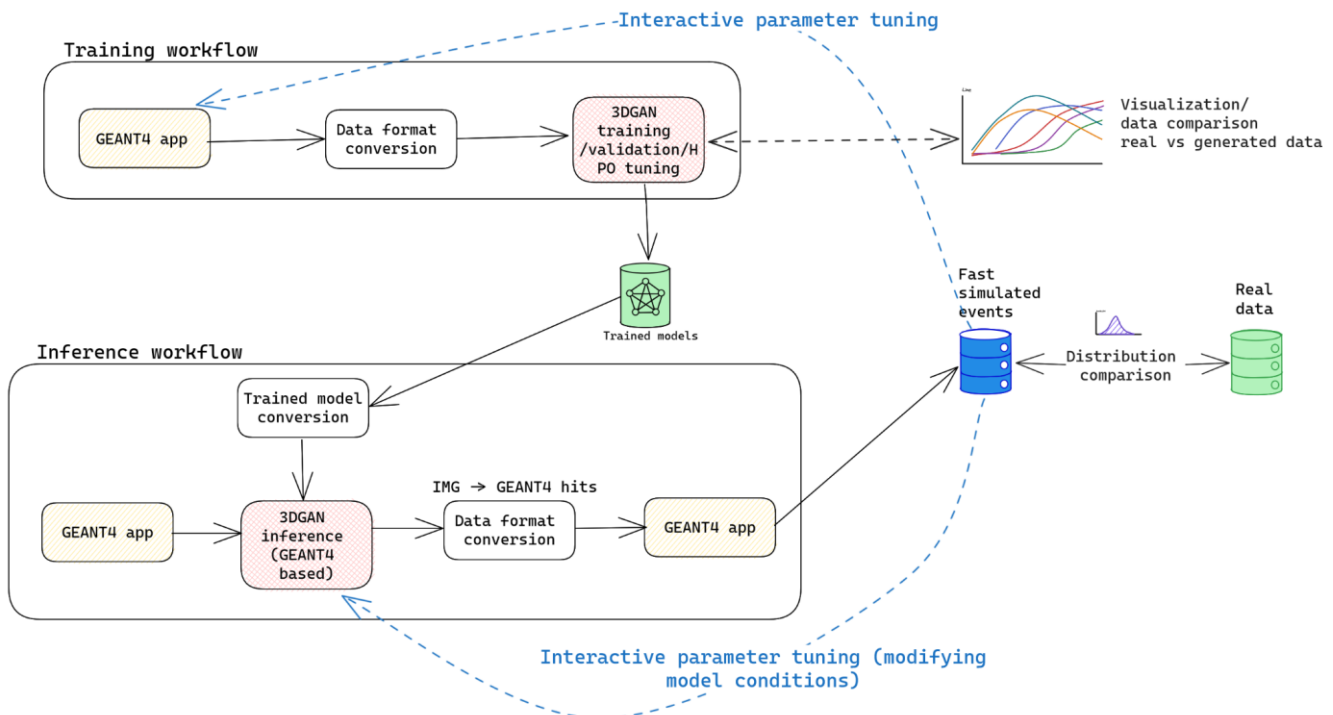 Interactive parameter tuning
Training workflow
GEANT4 app
Data format
conversion
3DGAN
training
/validation/H
PO tuning
Visualization/
data comparison
real vs generated data
Trained models
Fast
simulated
events
Real
data
Distribution
comparison
Inference workflow
Trained model
conversion
IMG → GEANT4 hits
GEANT4 app
3DGAN
inference
(GEANT4
based)
Data format
conversion
GEANT4 app
Interactive parameter tuning (modifying
model conditions)